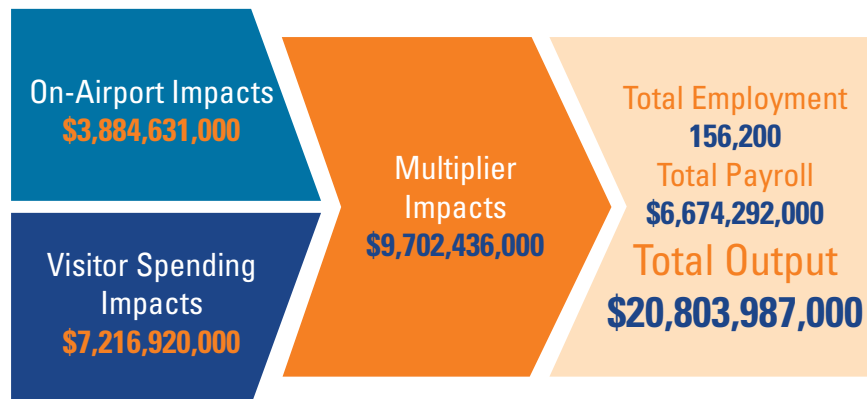 On-Airport Impacts
$3,884,631,000
Visitor Spending
Impacts
$7,216,920,000
Multiplier
Impacts
$9,702,436,000
Total Employment
156,200
Total Payroll
$6,674,292,000
Total Output
$20,803,987,000